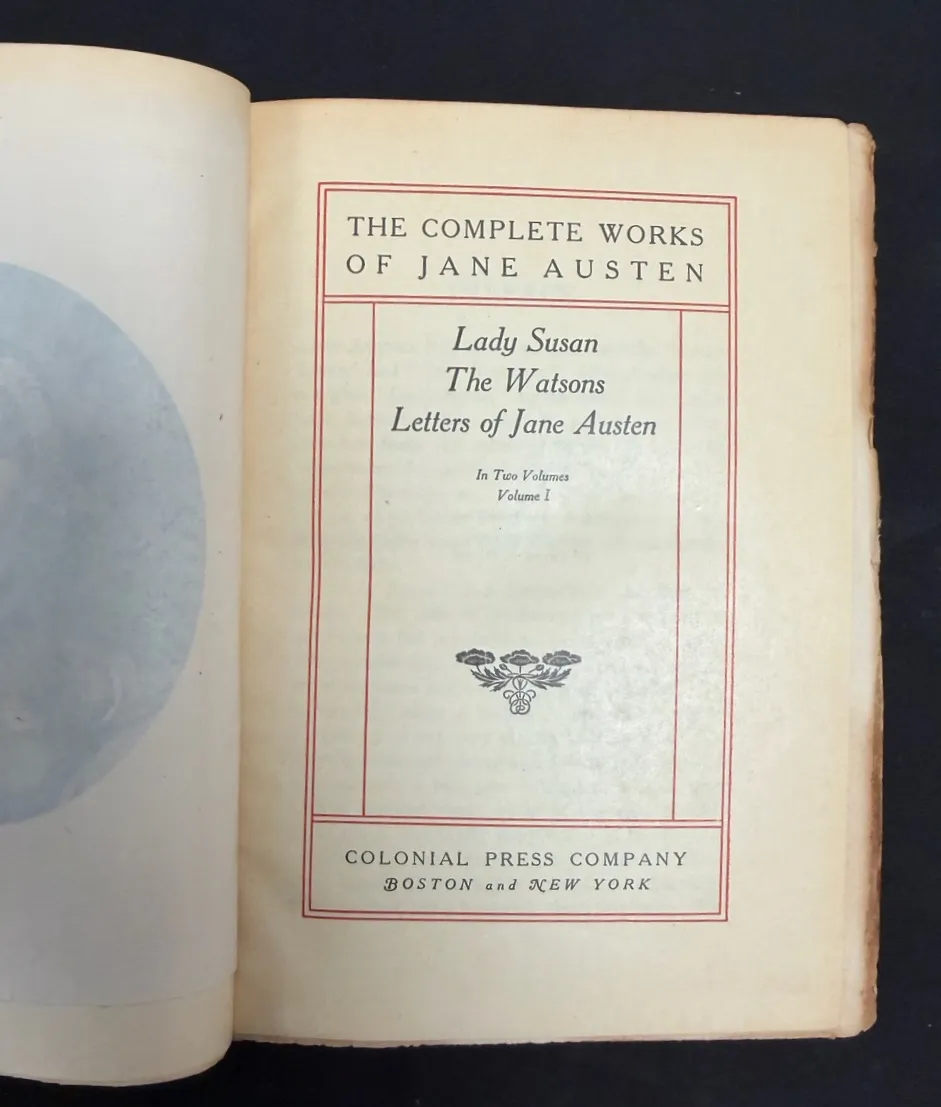 THE COMPLETE WORKS
OF JANE AUSTEN
Lady Susan
The Watsons
Letters of Jane Austen
In Two Volumes
Volume I
COLONIAL PRESS COMPANY
BOSTON and NEW YORK